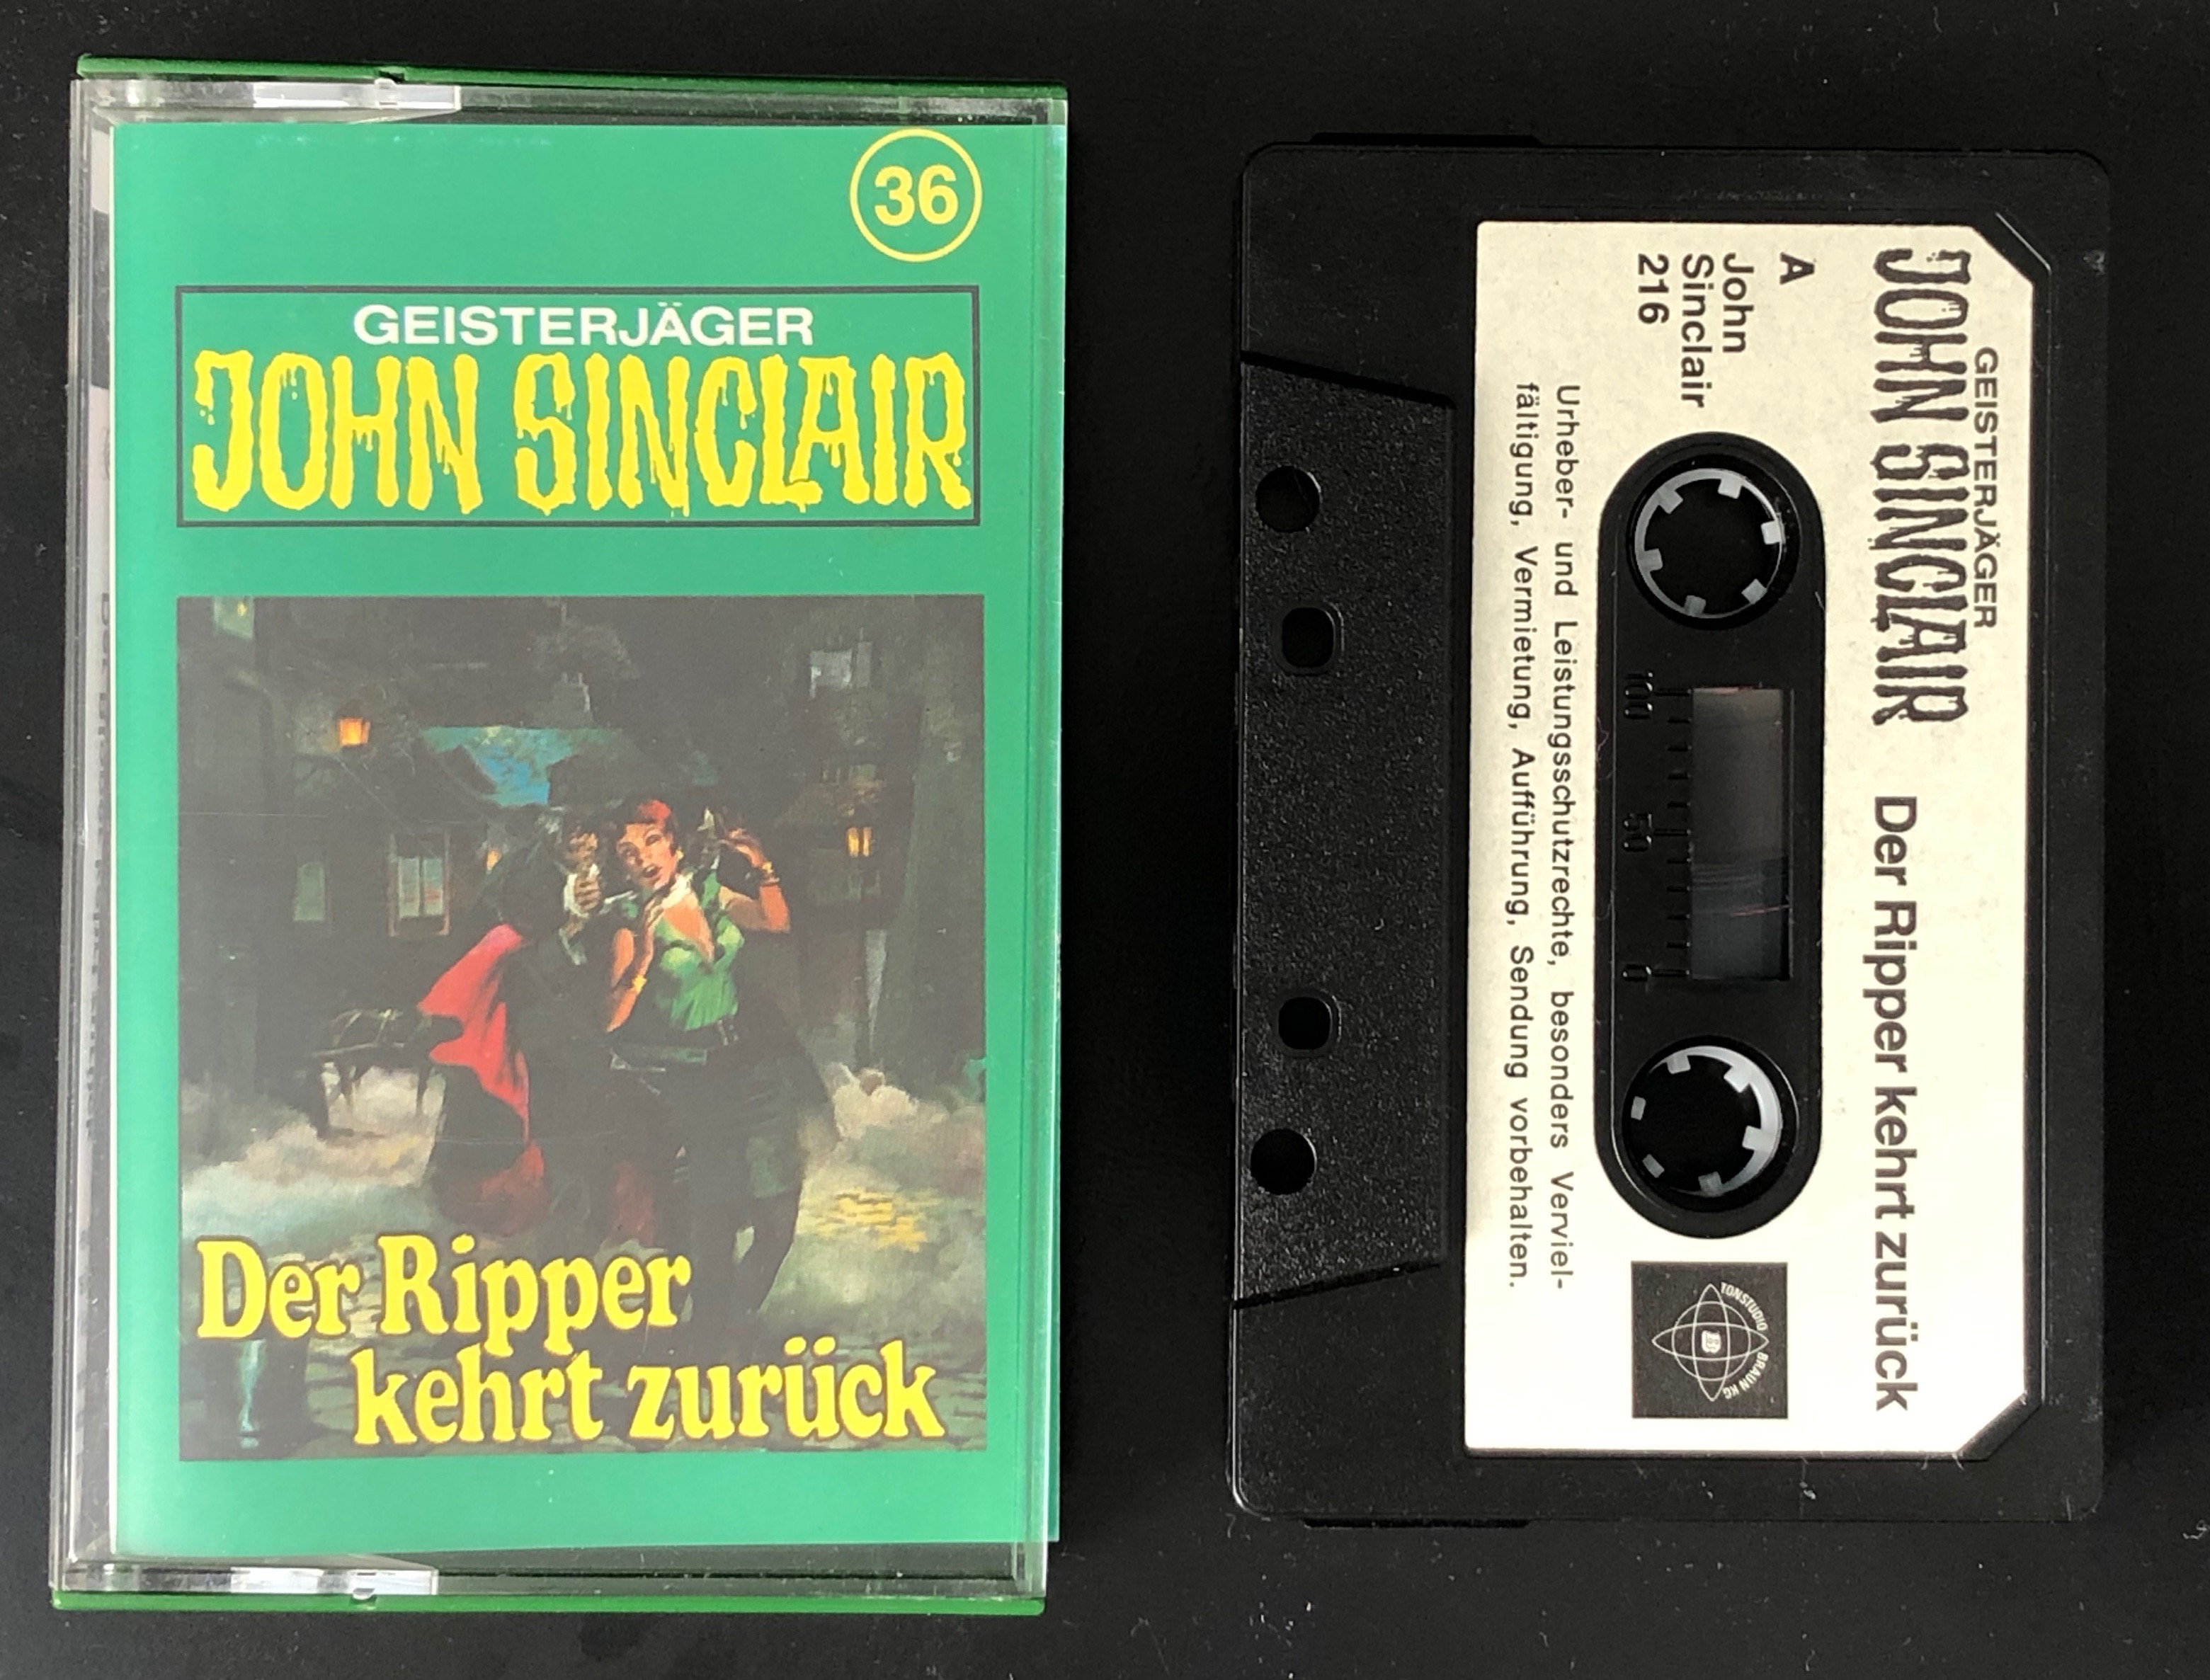 36
GEISTERJÄGER
JOHN SINCLAIR
Der Ripper
kehrt zurück
GEISTERJÄGER
JOHN SINCLAIR Der Ripper kehrt zurück
A
John
Sinclair
216
100 50 0
TONSTUDIO BRAUN KG
B
Urheber- und Leistungsschutzrechte, besonders Verviel-
fältigung, Vermietung, Aufführung, Sendung vorbehalten.